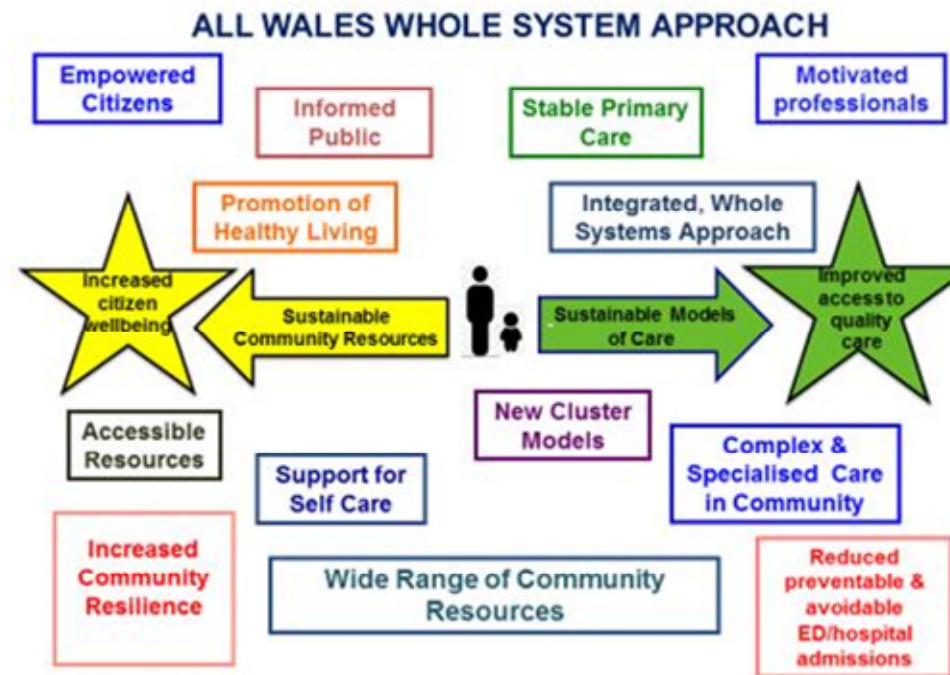 ALL WALES WHOLE SYSTEM APPROACH
Empowered
Citizens
Informed
Public
Stable Primary
Care
Motivated
professionals
Promotion of
Healthy Living
Integrated, Whole
Systems Approach
Increased
citizen
wellbeing
Sustainable
Community Resources
Sustainable Models
of Care
Improved
access to
quality
care
Accessible
Resources
New Cluster
Models
Support for
Self Care
Complex &
Specialised Care
in Community
Increased
Community
Resilience
Wide Range of Community
Resources
Reduced
preventable &
avoidable
ED/hospital
admissions